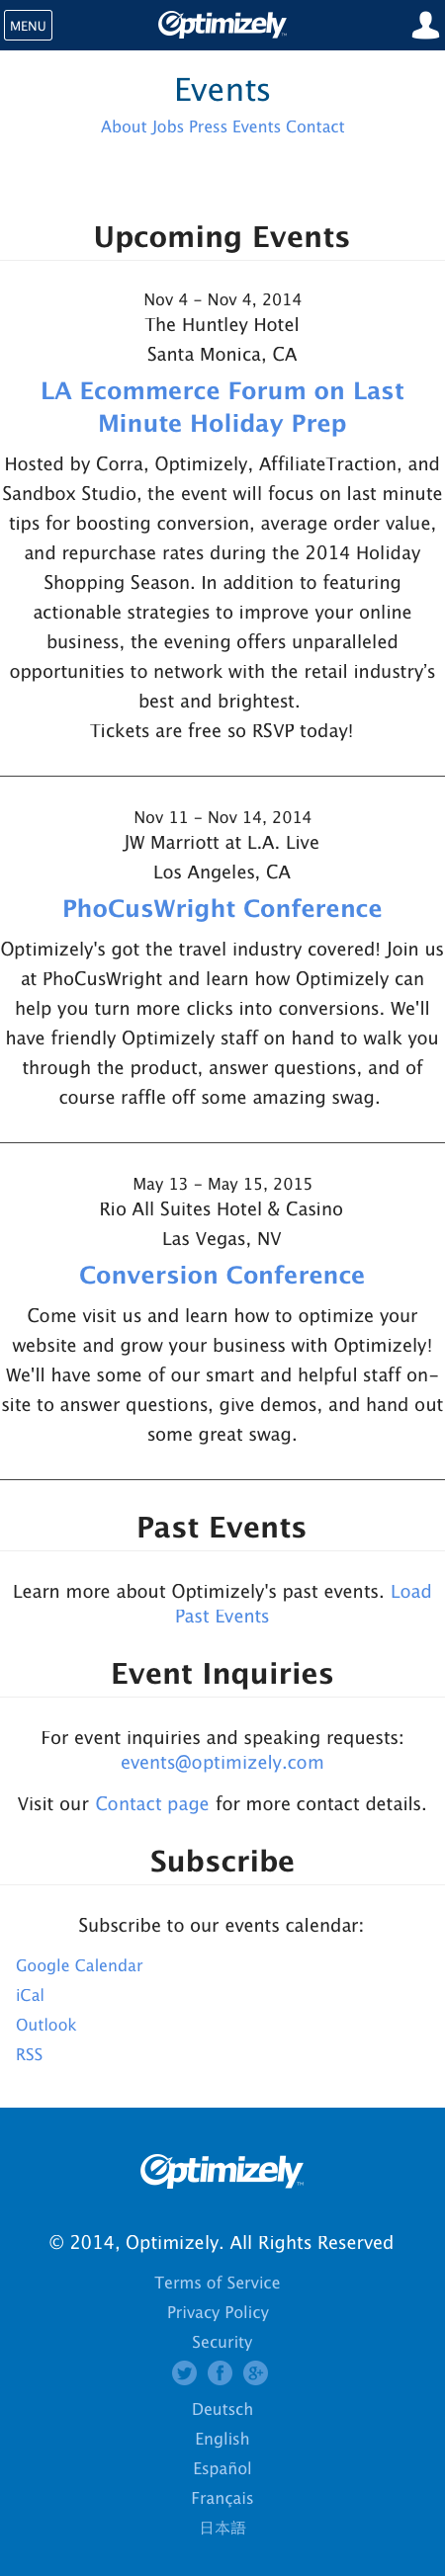 MENU
Optimizely
Events
About Jobs Press Events Contact
Upcoming Events
Nov 4 - Nov 4, 2014
The Huntley Hotel
Santa Monica, CA
LA Ecommerce Forum on Last
Minute Holiday Prep
Hosted by Corra, Optimizely, AffiliateTraction, and
Sandbox Studio, the event will focus on last minute
tips for boosting conversion, average order value,
and repurchase rates during the 2014 Holiday
Shopping Season. In addition to featuring
actionable strategies to improve your online
business, the evening offers unparalleled
opportunities to network with the retail industry’s
best and brightest.
Tickets are free so RSVP today!
Nov 11 - Nov 14, 2014
JW Marriott at L.A. Live
Los Angeles, CA
PhoCusWright Conference
Optimizely's got the travel industry covered! Join us
at PhoCusWright and learn how Optimizely can
help you turn more clicks into conversions. We'll
have friendly Optimizely staff on hand to walk you
through the product, answer questions, and of
course raffle off some amazing swag.
May 13 - May 15, 2015
Rio All Suites Hotel & Casino
Las Vegas, NV
Conversion Conference
Come visit us and learn how to optimize your
website and grow your business with Optimizely!
We'll have some of our smart and helpful staff on-
site to answer questions, give demos, and hand out
some great swag.
Past Events
Learn more about Optimizely's past events. Load
Past Events
Event Inquiries
For event inquiries and speaking requests:
events@optimizely.com
Visit our Contact page for more contact details.
Subscribe
Subscribe to our events calendar:
Google Calendar
iCal
Outlook
RSS
Optimizely
© 2014, Optimizely. All Rights Reserved
Terms of Service
Privacy Policy
Security
Deutsch
English
Español
Français
日本語